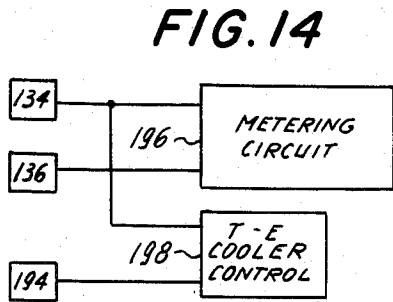 FIG. 14
134
METERING
CIRCUIT
196
136
T-E
COOLER
CONTROL
198
194